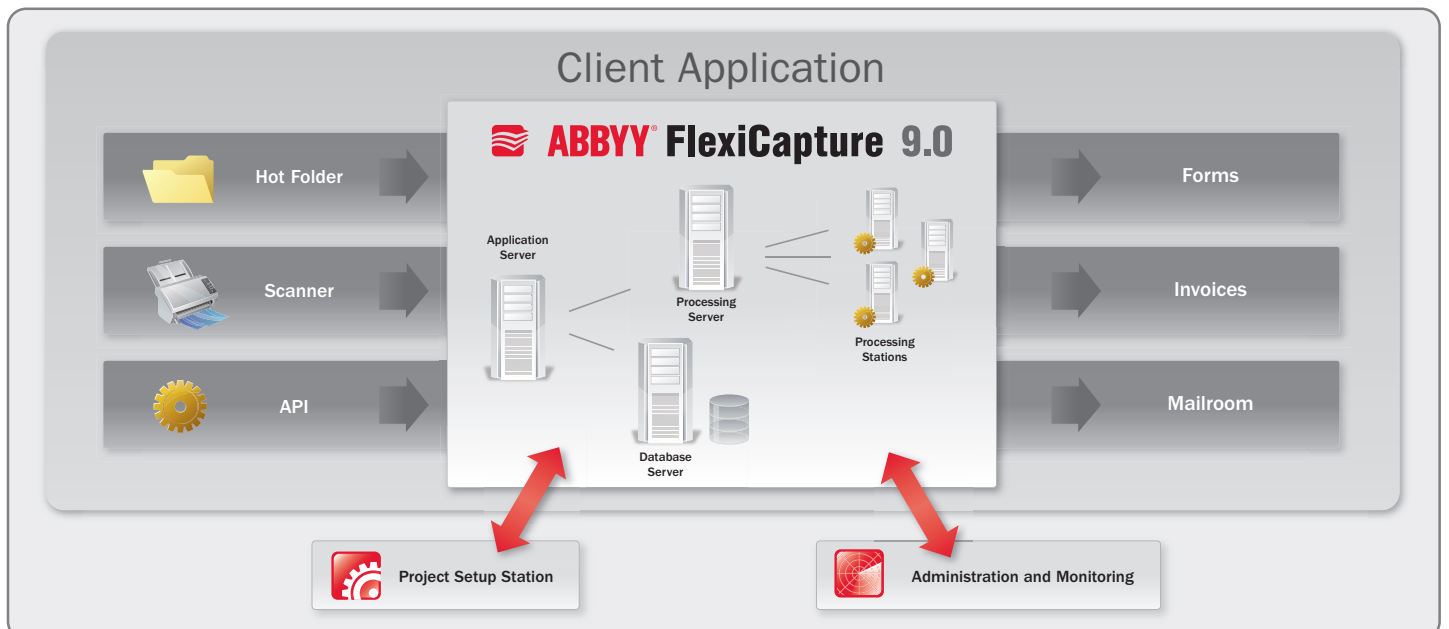 Client Application
ABBYY® FlexiCapture 9.0
Hot Folder
Scanner
API
Application
Server
Processing
Server
Database
Server
Processing
Stations
Forms
Invoices
Mailroom
Project Setup Station
Administration and Monitoring